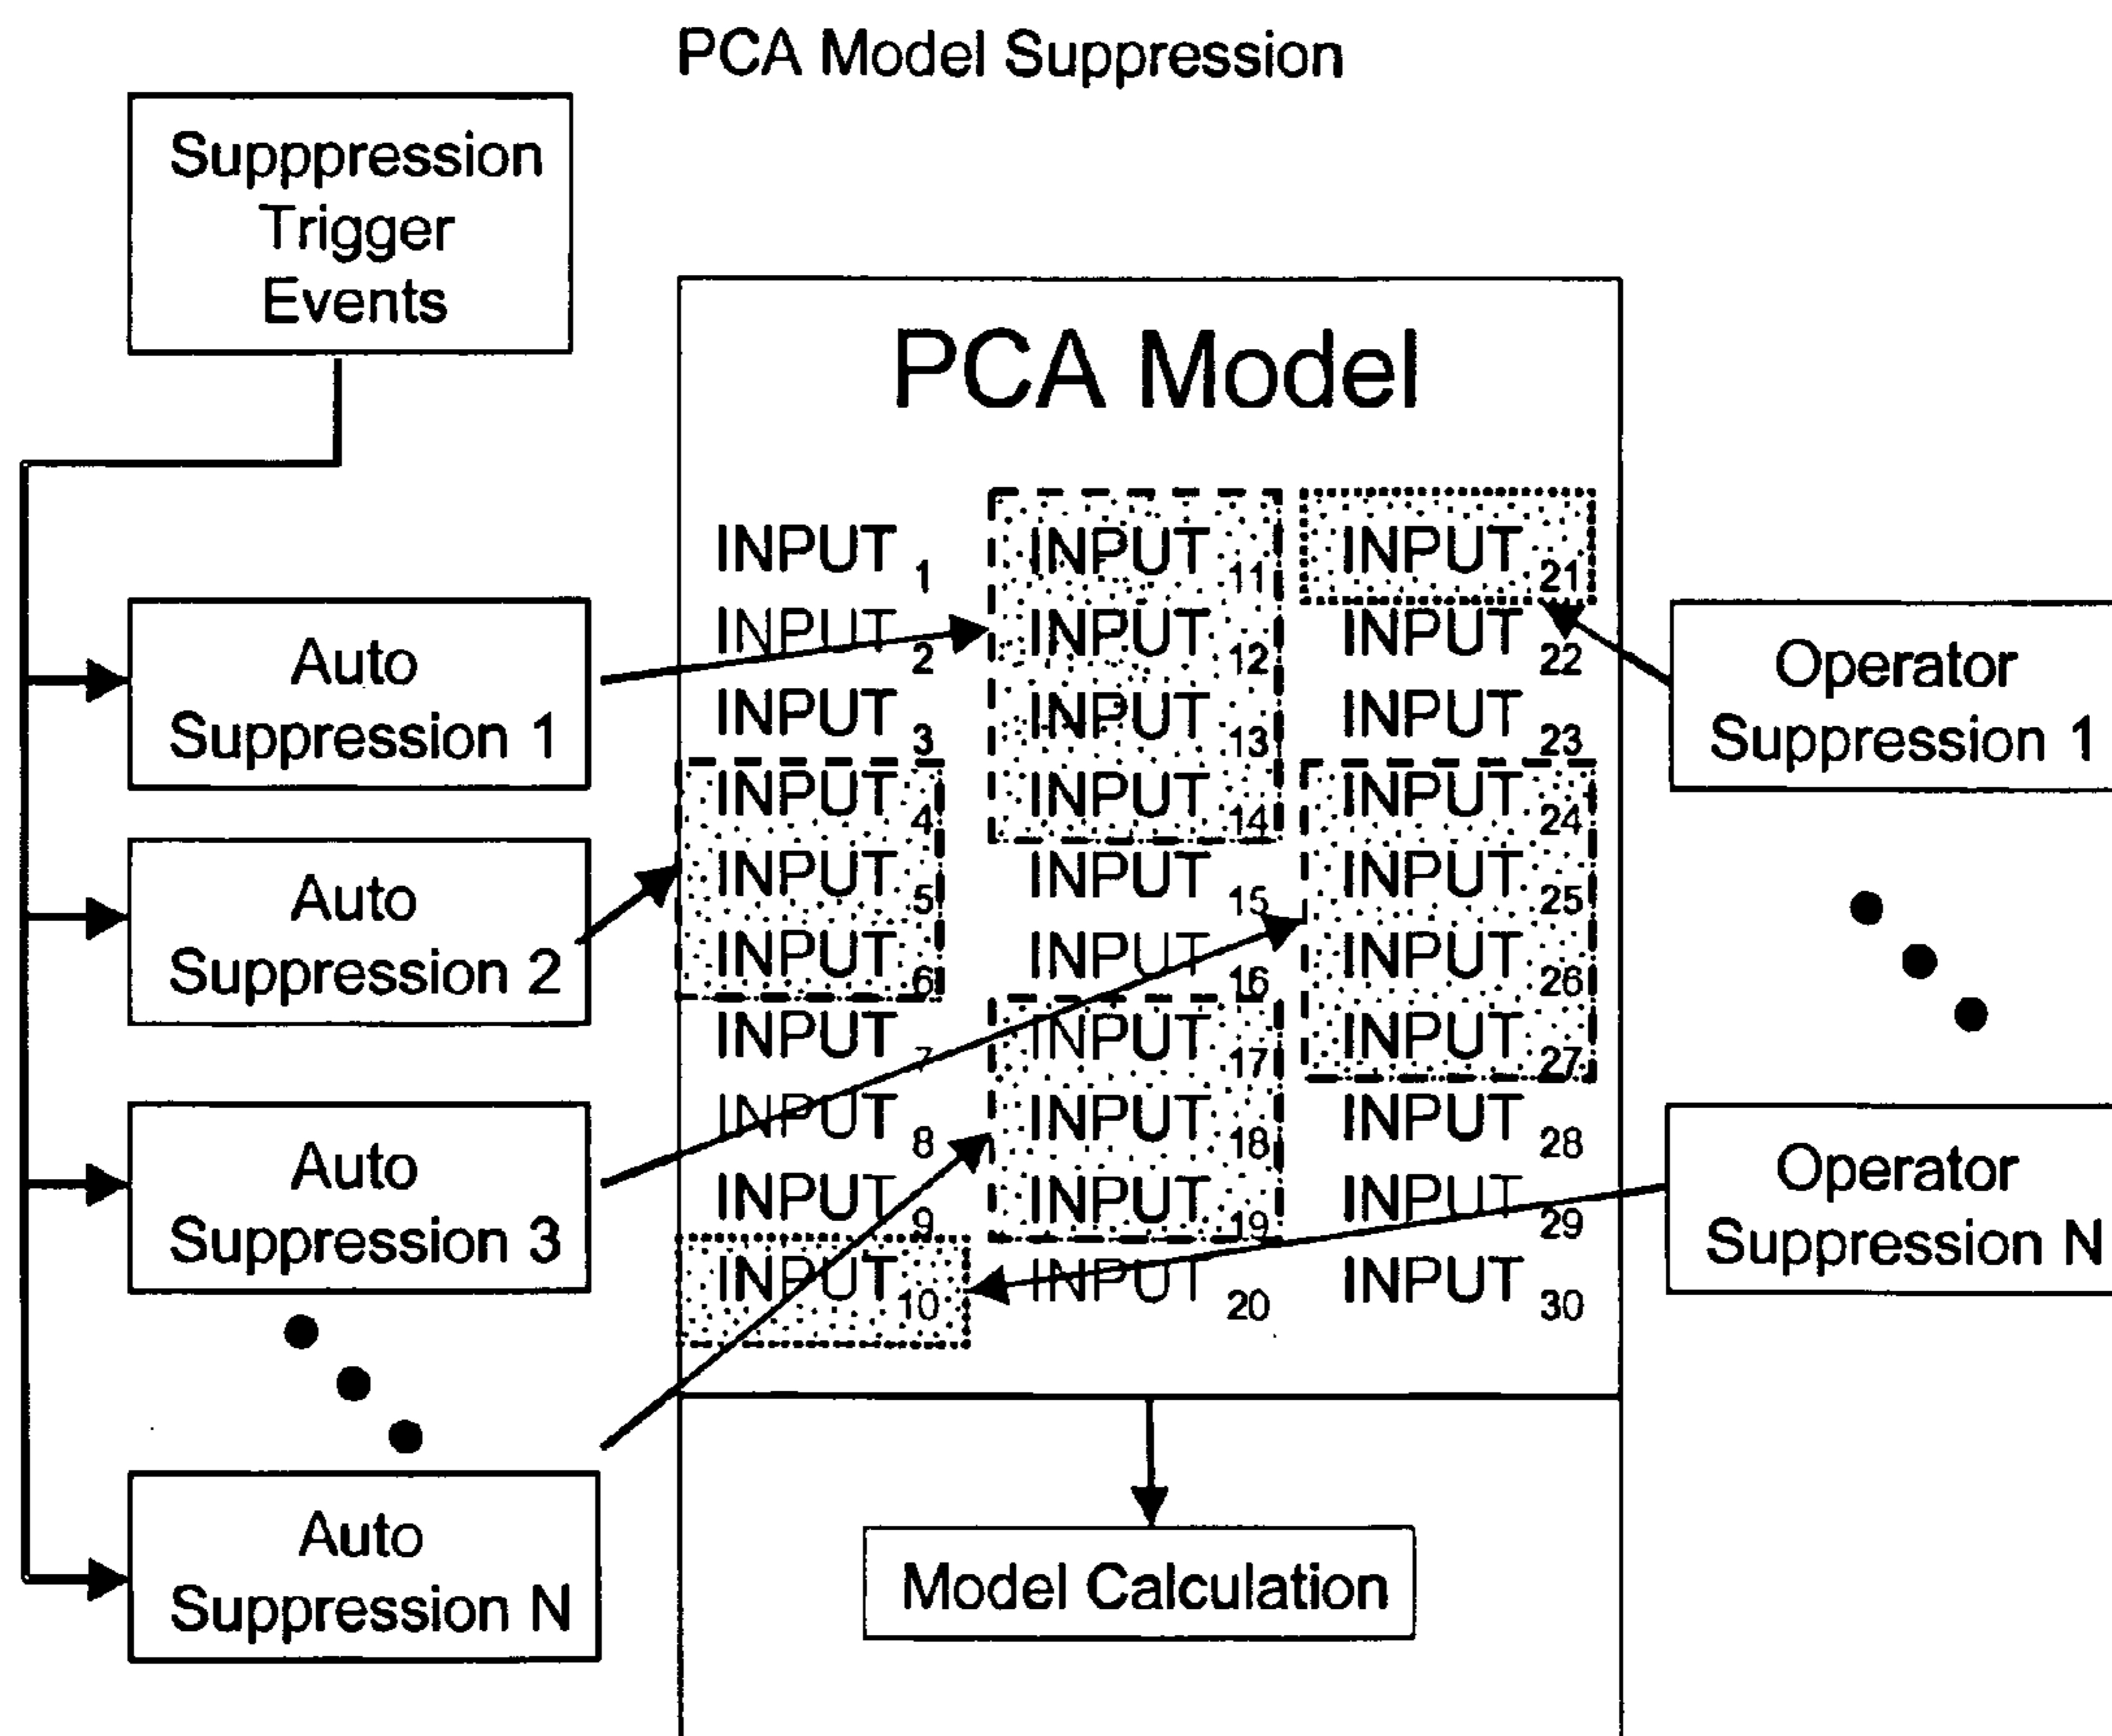 PCA Model Suppression
Supppression
Trigger
Events
PCA Model
INPUT 1 INPUT 11 INPUT 21
INPUT 2 INPUT 12 INPUT 22
INPUT 3 INPUT 13 INPUT 23
INPUT 4 INPUT 14 INPUT 24
INPUT 5 INPUT 15 INPUT 25
INPUT 6 INPUT 16 INPUT 26
INPUT 7 INPUT 17 INPUT 27
INPUT 8 INPUT 18 INPUT 28
INPUT 9 INPUT 19 INPUT 29
INPUT 10 INPUT 20 INPUT 30
Auto
Suppression 1
Auto
Suppression 2
Auto
Suppression 3
Auto
Suppression N
Operator
Suppression 1
Operator
Suppression N
Model Calculation